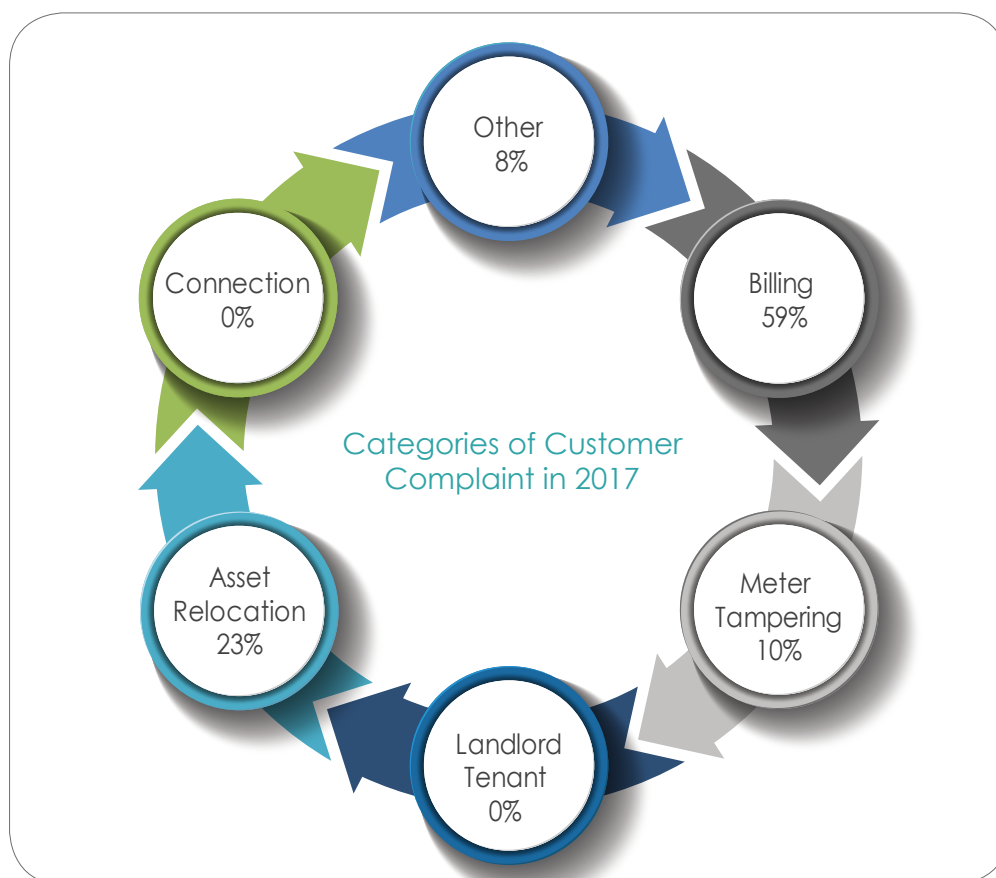 Other
8%
Billing
59%
Meter
Tampering
10%
Landlord
Tenant
0%
Asset
Relocation
23%
Connection
0%
Categories of Customer
Complaint in 2017